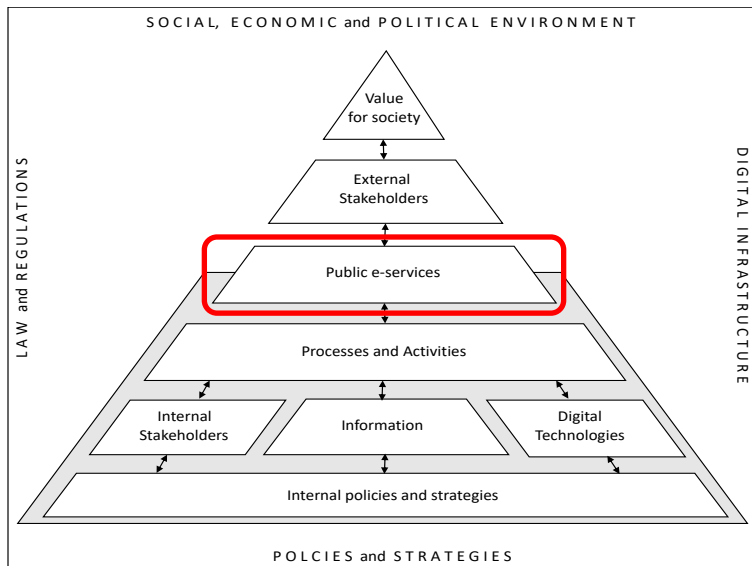 SOCIAL, ECONOMIC and POLITICAL ENVIRONMENT
Value
for society
External
Stakeholders
LAW and REGULATIONS
DIGITAL INFRASTRUCTURE
Public e-services
Processes and Activities
Internal
Stakeholders
Information
Digital
Technologies
Internal policies and strategies
POLCIES and STRATEGIES